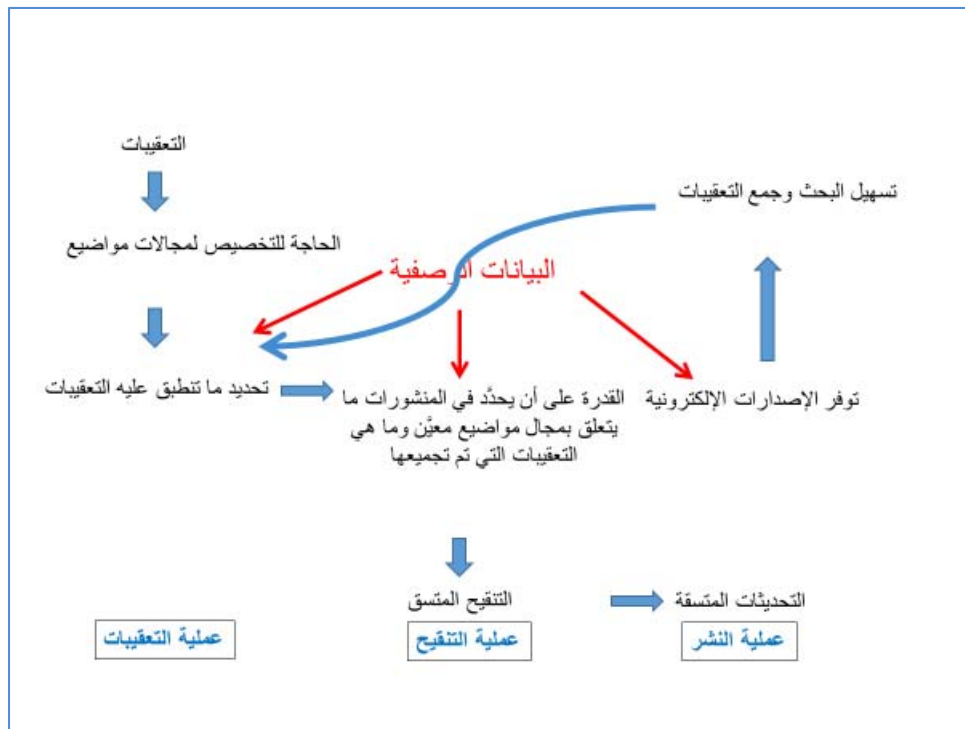 التعقيبات
تسهيل البحث وجمع التعقيبات
الحاجة للتخصيص لمجالات مواضيع
البيانات الوصفية
تحديد ما تنطبق عليه التعقيبات
القدرة على أن يحدَّد في المنشورات ما
يتعلق بمجال مواضيع معيَّن وما هي
التعقيبات التي تم تجميعها
توفر الإصدارات الإلكترونية
التنقيح المتسق
التحديثات المتسقة
عملية التعقيبات
عملية التنقيح
عملية النشر